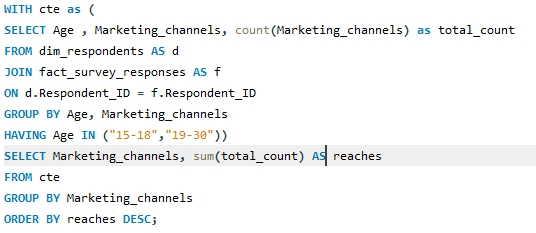 WITH cte as (
SELECT Age , Marketing_channels, count(Marketing_channels) as total_count
FROM dim_respondents AS d
JOIN fact_survey_responses AS f
ON d.Respondent_ID = f.Respondent_ID
GROUP BY Age, Marketing_channels
HAVING Age IN ("15-18","19-30"))
SELECT Marketing_channels, sum(total_count) AS reaches
FROM cte
GROUP BY Marketing_channels
ORDER BY reaches DESC;